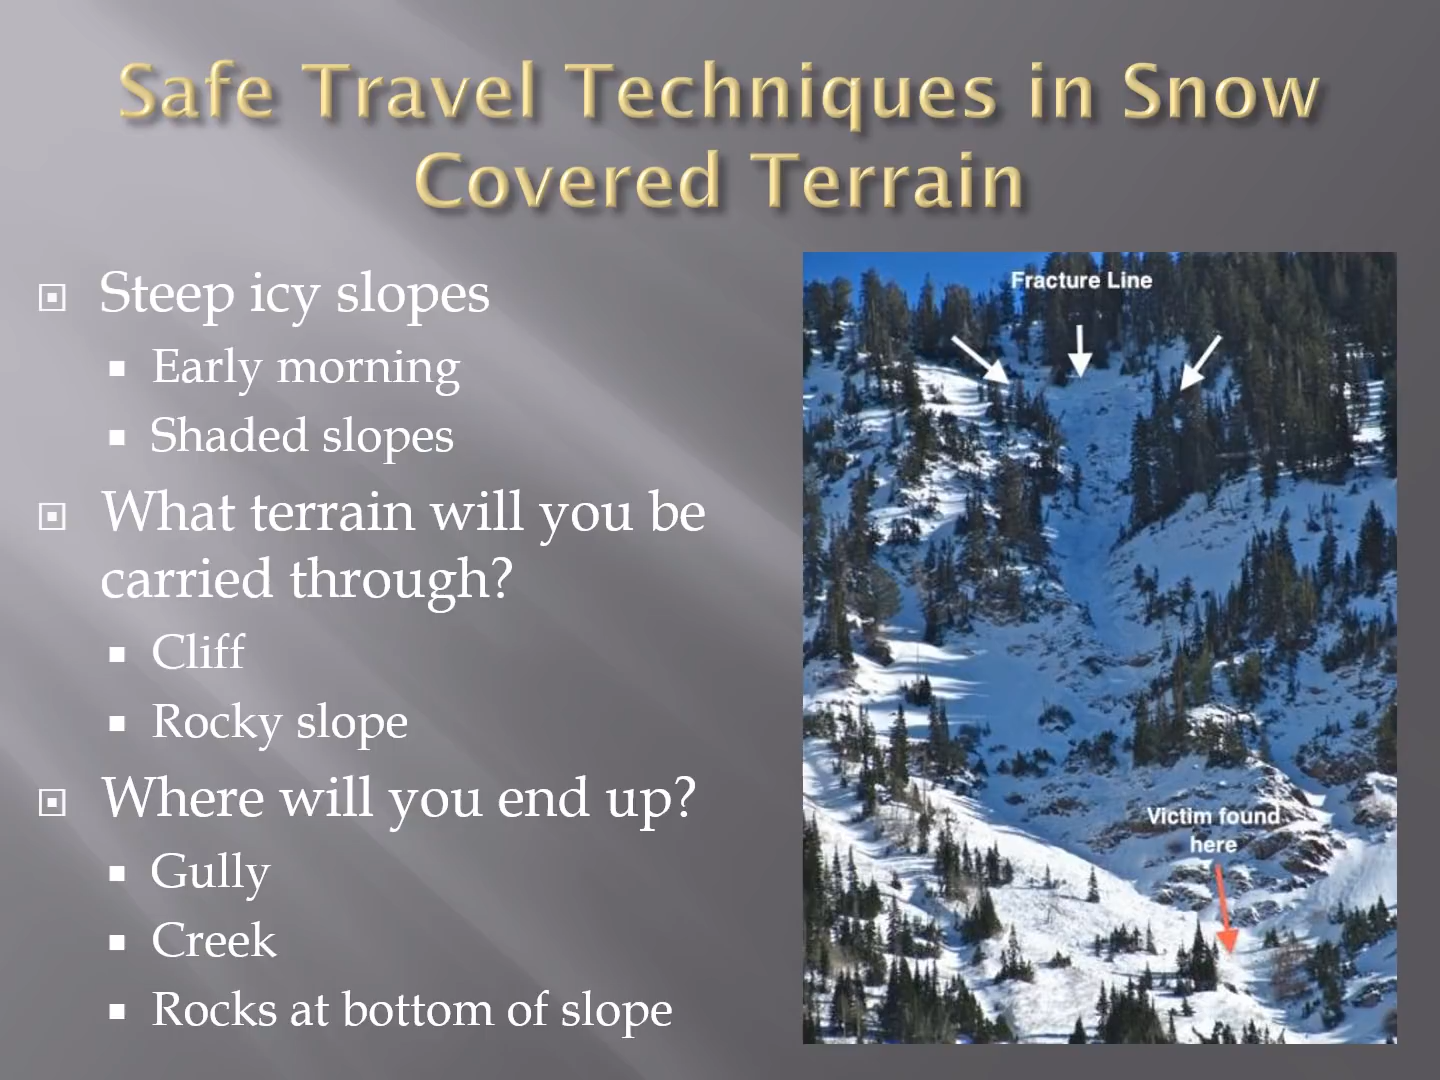 Safe Travel Techniques in Snow
Covered Terrain
Steep icy slopes
Early morning
Shaded slopes
What terrain will you be
carried through?
Cliff
Rocky slope
Where will you end up?
Gully
Creek
Rocks at bottom of slope
Fracture Line
Victim found
here